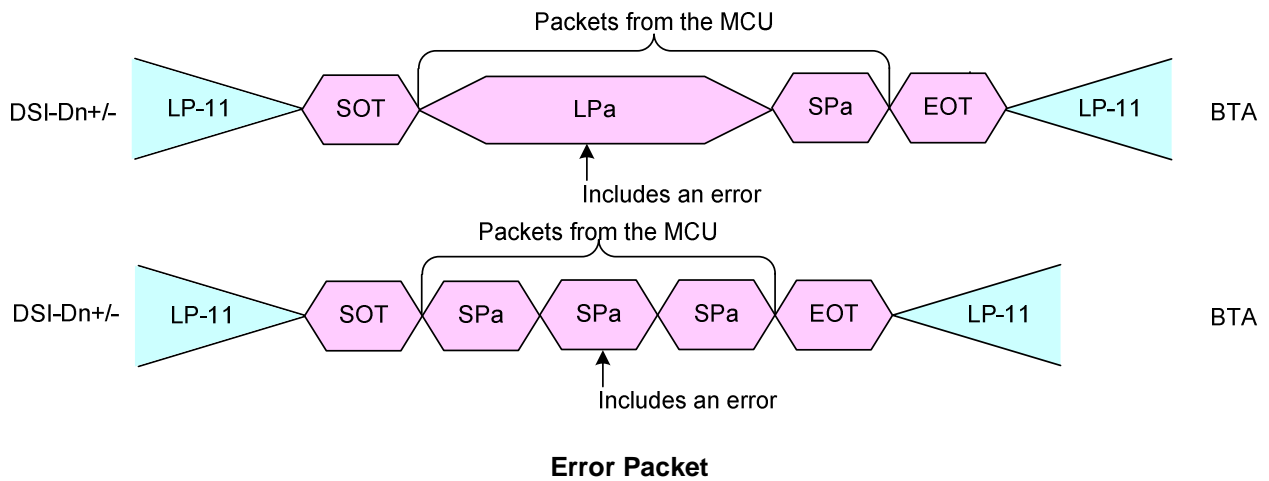 Packets from the MCU
DSI-Dn+/- LP-11 SOT LPa SPa EOT LP-11 BTA
Includes an error
Packets from the MCU
DSI-Dn+/- LP-11 SOT SPa SPa SPa EOT LP-11 BTA
Includes an error
Error Packet